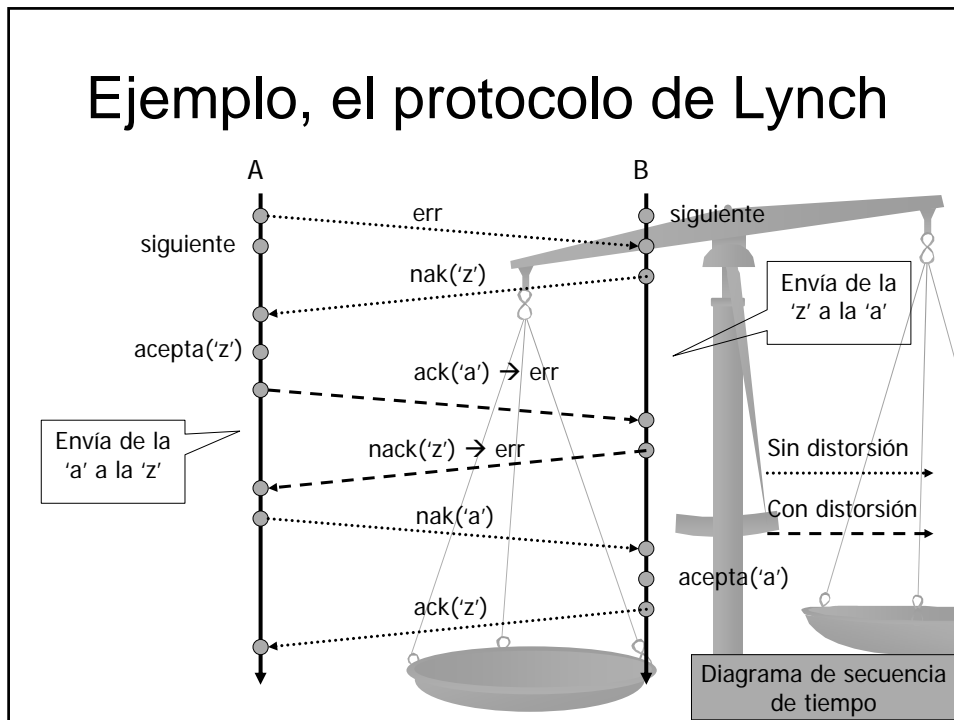 Ejemplo, el protocolo de Lynch
A
B
err
siguiente
siguiente
nak(‘z’)
Envía de la
‘z’ a la ‘a’
acepta(‘z’)
ack(‘a’) → err
Envía de la
‘a’ a la ‘z’
nack(‘z’) → err
Sin distorsión
Con distorsión
nak(‘a’)
acepta(‘a’)
ack(‘z’)
Diagrama de secuencia
de tiempo